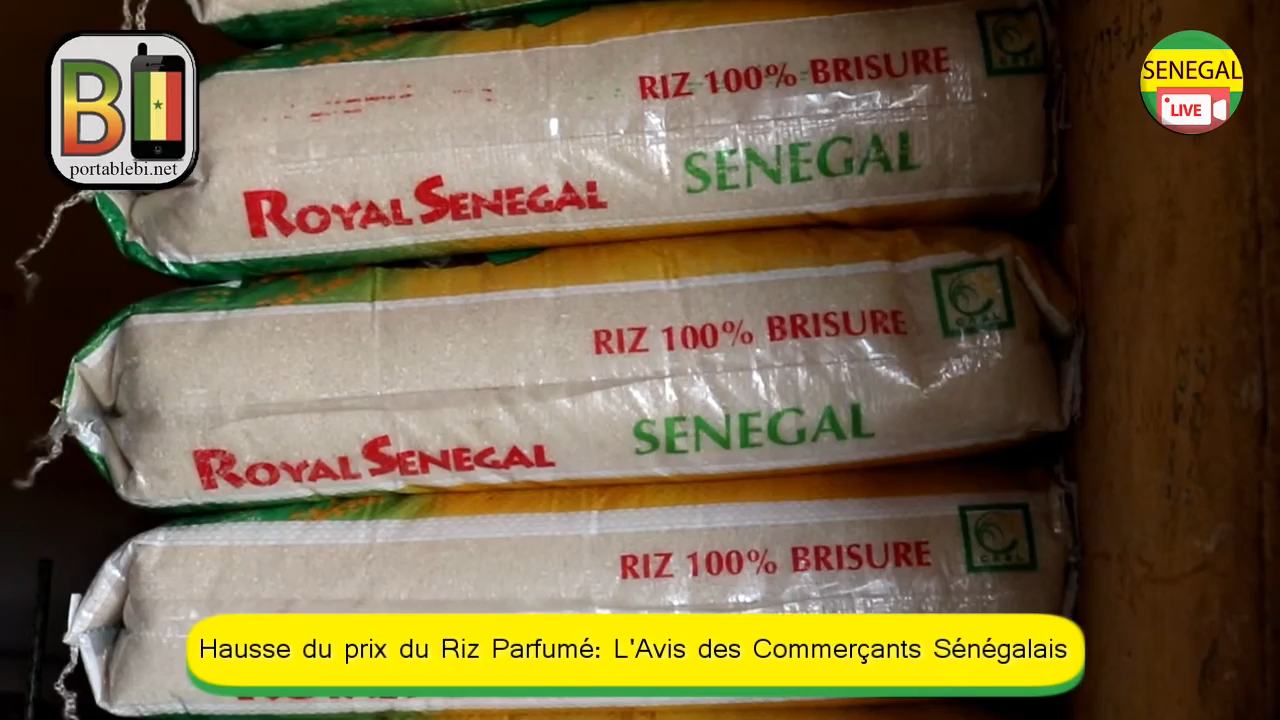 BI
portablebi.net
SENEGAL
LIVE
RIZ 100% BRISURE
SENEGAL
ROYAL SENEGAL
RIZ 100% BRISURE
SENEGAL
ROYAL SENEGAL
RIZ 100% BRISURE
Hausse du prix du Riz Parfumé: L'Avis des Commerçants Sénégalais